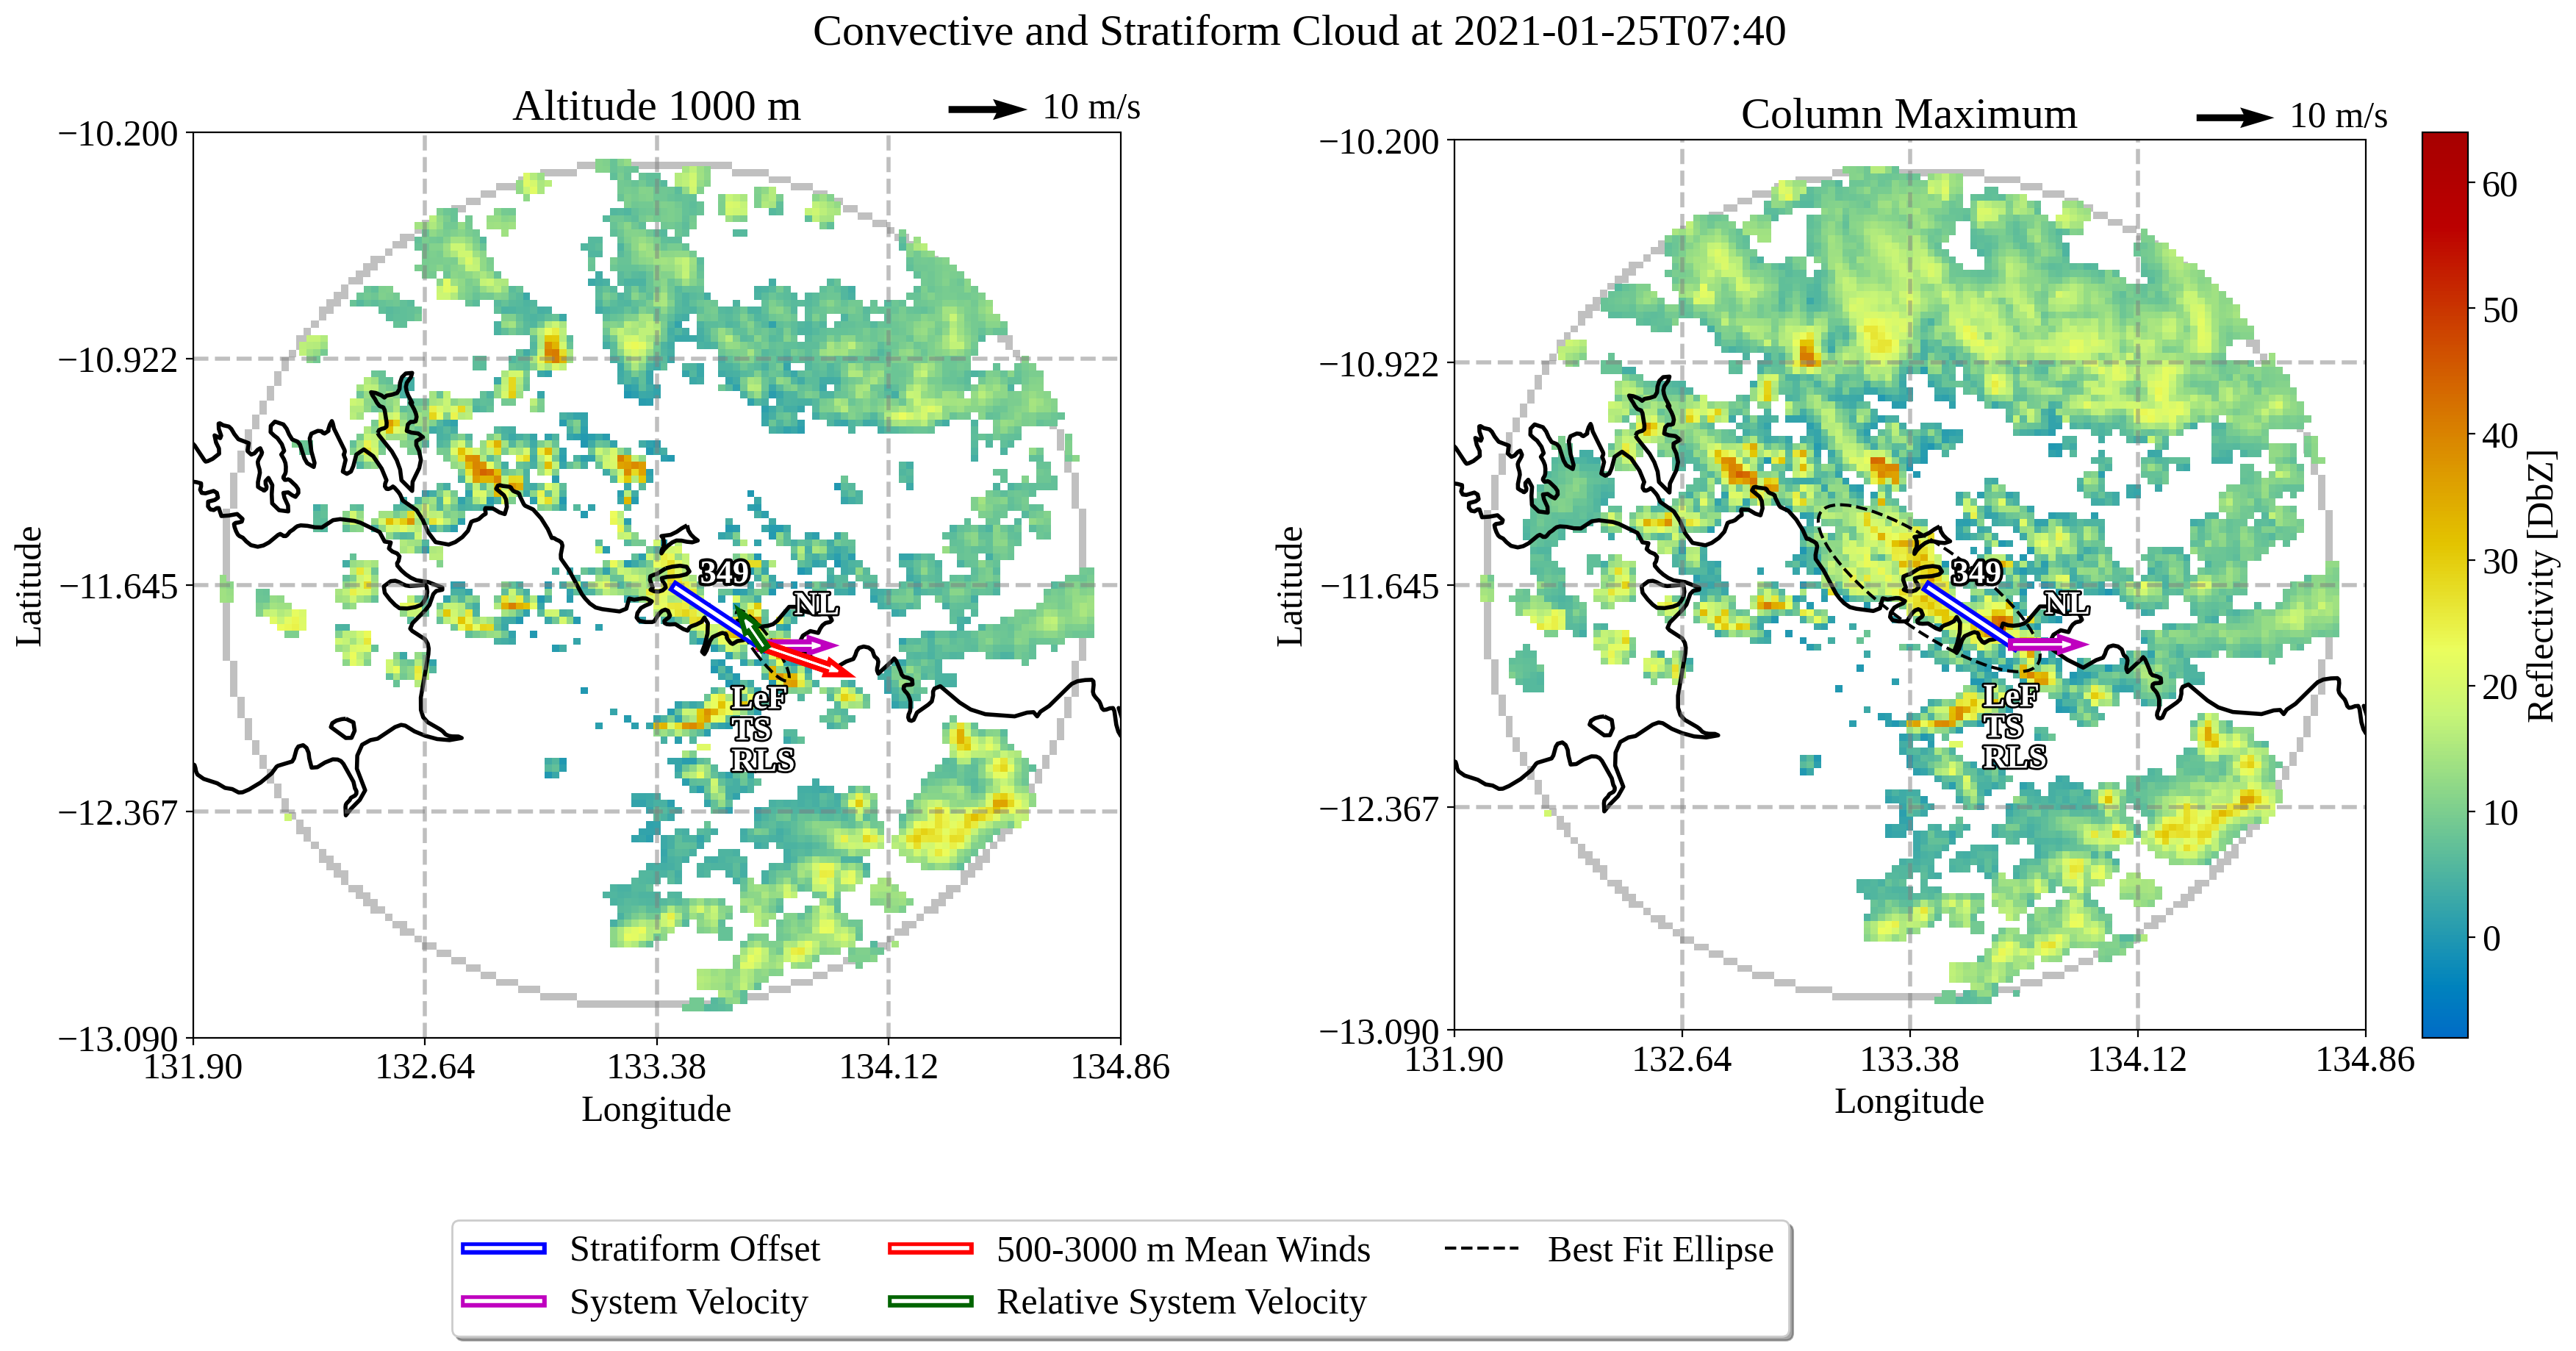 Convective and Stratiform Cloud at 2021-01-25T07:40
Altitude 1000 m
10 m/s
−10.200
−10.922
−11.645
−12.367
−13.090
Latitude
349
NL
LeF
TS
RLS
131.90
132.64
133.38
134.12
134.86
Longitude
Column Maximum
10 m/s
−10.200
−10.922
−11.645
−12.367
−13.090
Latitude
349
NL
LeF
TS
RLS
131.90
132.64
133.38
134.12
134.86
Longitude
60
50
40
30
20
10
0
Reflectivity [DbZ]
Stratiform Offset
500-3000 m Mean Winds
Best Fit Ellipse
System Velocity
Relative System Velocity